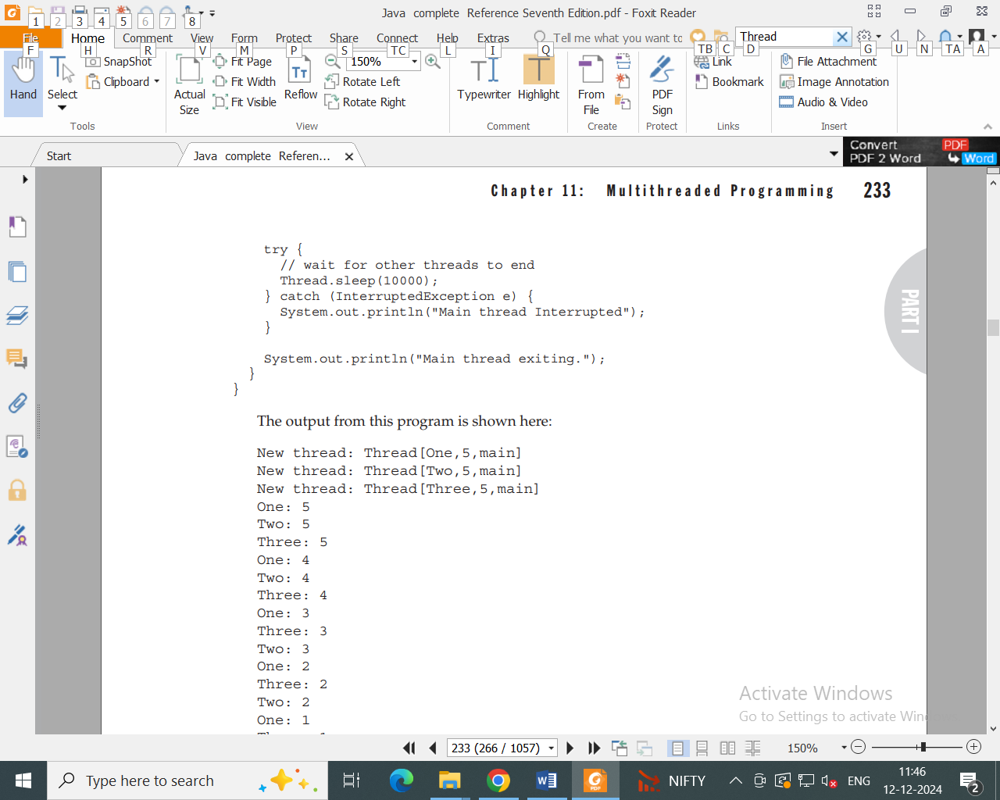 Java complete Reference Seventh Edition.pdf - Foxit Reader
1 2 3 4 5 6 7 8
File Home Comment View Form Protect Share Connect Help Extras Tell me what you want to Thread
F H R V M P S TC L I Q TB C D G U N TA A
Hand
Select
SnapShot
Clipboard
Tools
Actual
Size
Fit Page
Fit Width
Fit Visible
Reflow
150%
Rotate Left
Rotate Right
View
Typewriter
Highlight
Comment
From
File
Create
PDF
Sign
Protect
Link
Bookmark
Links
File Attachment
Image Annotation
Audio & Video
Insert
Start
Java complete Referen...
Convert PDF
PDF 2 Word Word
Chapter 11: Multithreaded Programming 233
PART I
try {
// wait for other threads to end
Thread.sleep(10000);
} catch (InterruptedException e) {
System.out.println("Main thread Interrupted");
}
System.out.println("Main thread exiting.");
}
}
The output from this program is shown here:
New thread: Thread[One,5,main]
New thread: Thread[Two,5,main]
New thread: Thread[Three,5,main]
One: 5
Two: 5
Three: 5
One: 4
Two: 4
Three: 4
One: 3
Three: 3
Two: 3
One: 2
Three: 2
Two: 2
One: 1
Activate Windows
Go to Settings to activate Windows
233 (266 / 1057)
150%
Type here to search
W
PDF
NIFTY
ENG
11:46
12-12-2024
2